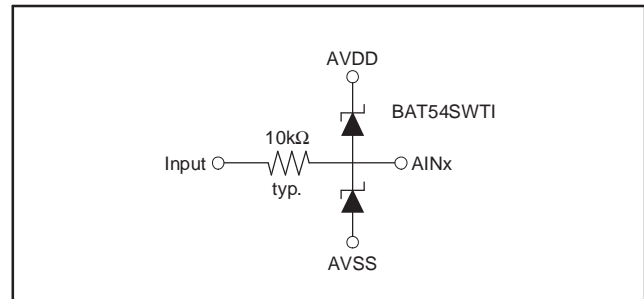 AVDD
BAT54SWTI
10kΩ
Input
AINx
typ.
AVSS